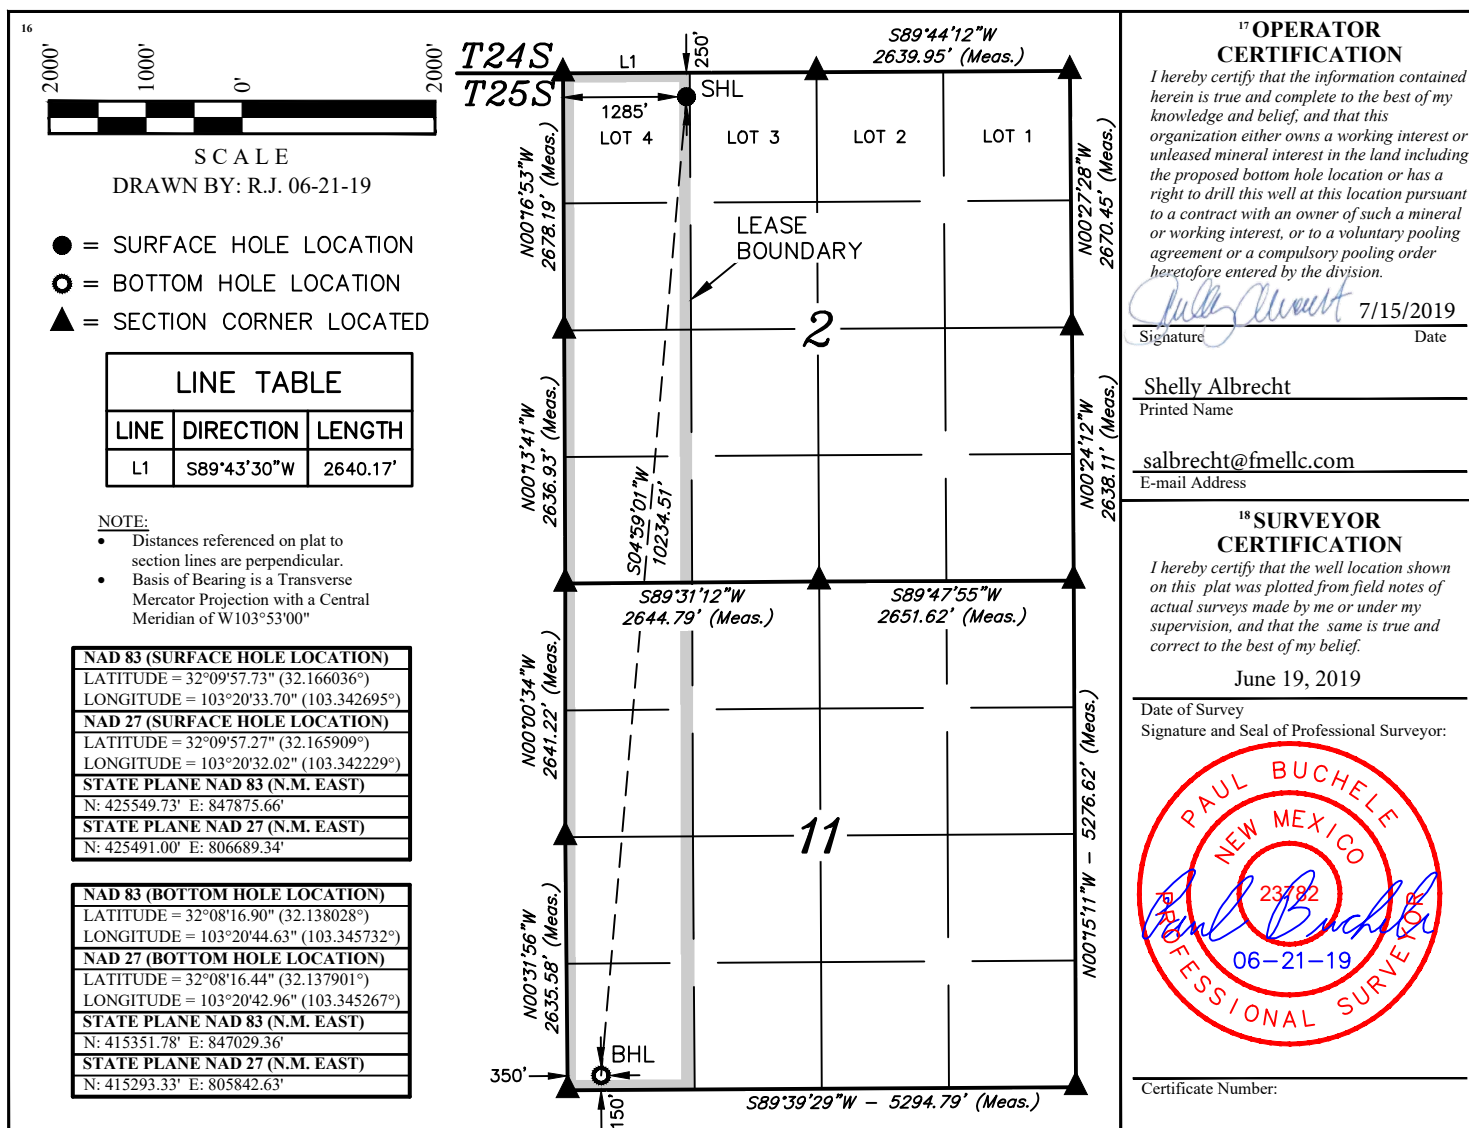 16
2000'
1000'
0'
2000'
SCALE
DRAWN BY: R.J. 06-21-19
= SURFACE HOLE LOCATION
= BOTTOM HOLE LOCATION
= SECTION CORNER LOCATED
LINE TABLE
LINE DIRECTION LENGTH
L1 S89°43'30"W 2640.17'
NOTE:
• Distances referenced on plat to
section lines are perpendicular.
• Basis of Bearing is a Transverse
Mercator Projection with a Central
Meridian of W103°53'00"
NAD 83 (SURFACE HOLE LOCATION)
LATITUDE = 32°09'57.73" (32.166036°)
LONGITUDE = 103°20'33.70" (103.342695°)
NAD 27 (SURFACE HOLE LOCATION)
LATITUDE = 32°09'57.27" (32.165909°)
LONGITUDE = 103°20'32.02" (103.342229°)
STATE PLANE NAD 83 (N.M. EAST)
N: 425549.73' E: 847875.66'
STATE PLANE NAD 27 (N.M. EAST)
N: 425491.00' E: 806689.34'
NAD 83 (BOTTOM HOLE LOCATION)
LATITUDE = 32°08'16.90" (32.138028°)
LONGITUDE = 103°20'44.63" (103.345732°)
NAD 27 (BOTTOM HOLE LOCATION)
LATITUDE = 32°08'16.44" (32.137901°)
LONGITUDE = 103°20'42.96" (103.345267°)
STATE PLANE NAD 83 (N.M. EAST)
N: 415351.78' E: 847029.36'
STATE PLANE NAD 27 (N.M. EAST)
N: 415293.33' E: 805842.63'
T24S
T25S
L1
250'
S89°44'12"W
2639.95' (Meas.)
SHL
1285'
LOT 4
LOT 3
LOT 2
LOT 1
N00°16'53"W
2678.19' (Meas.)
N00°27'28"W
2670.45' (Meas.)
LEASE
BOUNDARY
2
N00°13'41"W
2636.93' (Meas.)
S04°59'01"W
10234.51'
N00°24'12"W
2638.11' (Meas.)
S89°31'12"W
2644.79' (Meas.)
S89°47'55"W
2651.62' (Meas.)
N00°00'34"W
2641.22' (Meas.)
11
N00°15'11"W – 5276.62' (Meas.)
N00°31'56"W
2635.58' (Meas.)
BHL
350'
150'
S89°39'29"W – 5294.79' (Meas.)
17 OPERATOR
CERTIFICATION
I hereby certify that the information contained
herein is true and complete to the best of my
knowledge and belief, and that this
organization either owns a working interest or
unleased mineral interest in the land including
the proposed bottom hole location or has a
right to drill this well at this location pursuant
to a contract with an owner of such a mineral
or working interest, or to a voluntary pooling
agreement or a compulsory pooling order
heretofore entered by the division.
7/15/2019
Signature Date
Shelly Albrecht
Printed Name
salbrecht@fmellc.com
E-mail Address
18 SURVEYOR
CERTIFICATION
I hereby certify that the well location shown
on this plat was plotted from field notes of
actual surveys made by me or under my
supervision, and that the same is true and
correct to the best of my belief.
June 19, 2019
Date of Survey
Signature and Seal of Professional Surveyor:
PAUL BUCHELE
NEW MEXICO
23782
Paul Buchele
06-21-19
PROFESSIONAL SURVEYOR
Certificate Number: